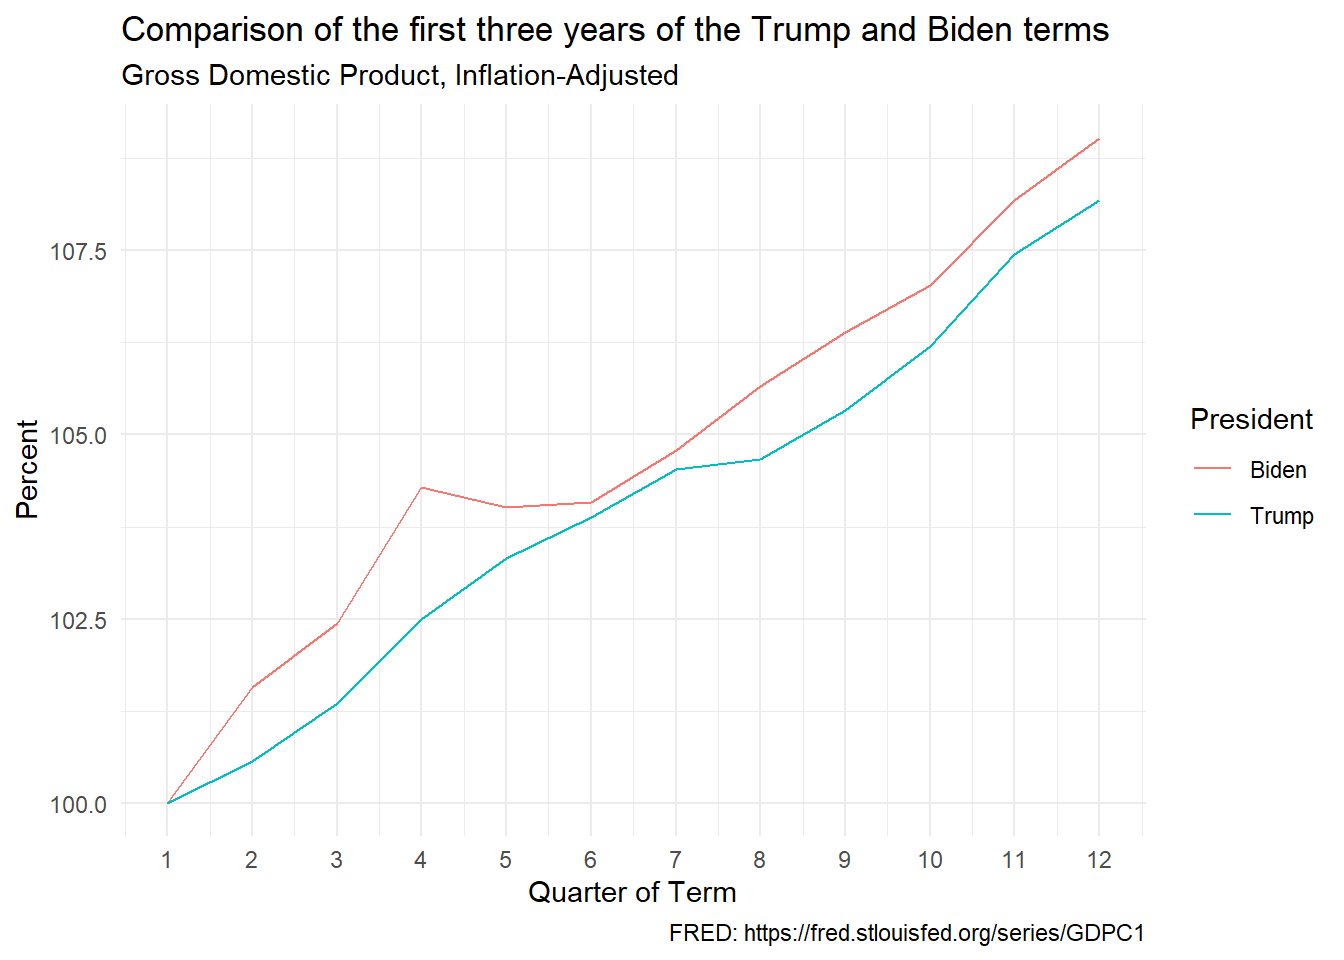 Comparison of the first three years of the Trump and Biden terms
Gross Domestic Product, Inflation-Adjusted
107.5
105.0
102.5
100.0
Percent
1 2 3 4 5 6 7 8 9 10 11 12
Quarter of Term
President
Biden
Trump
FRED: https://fred.stlouisfed.org/series/GDPC1